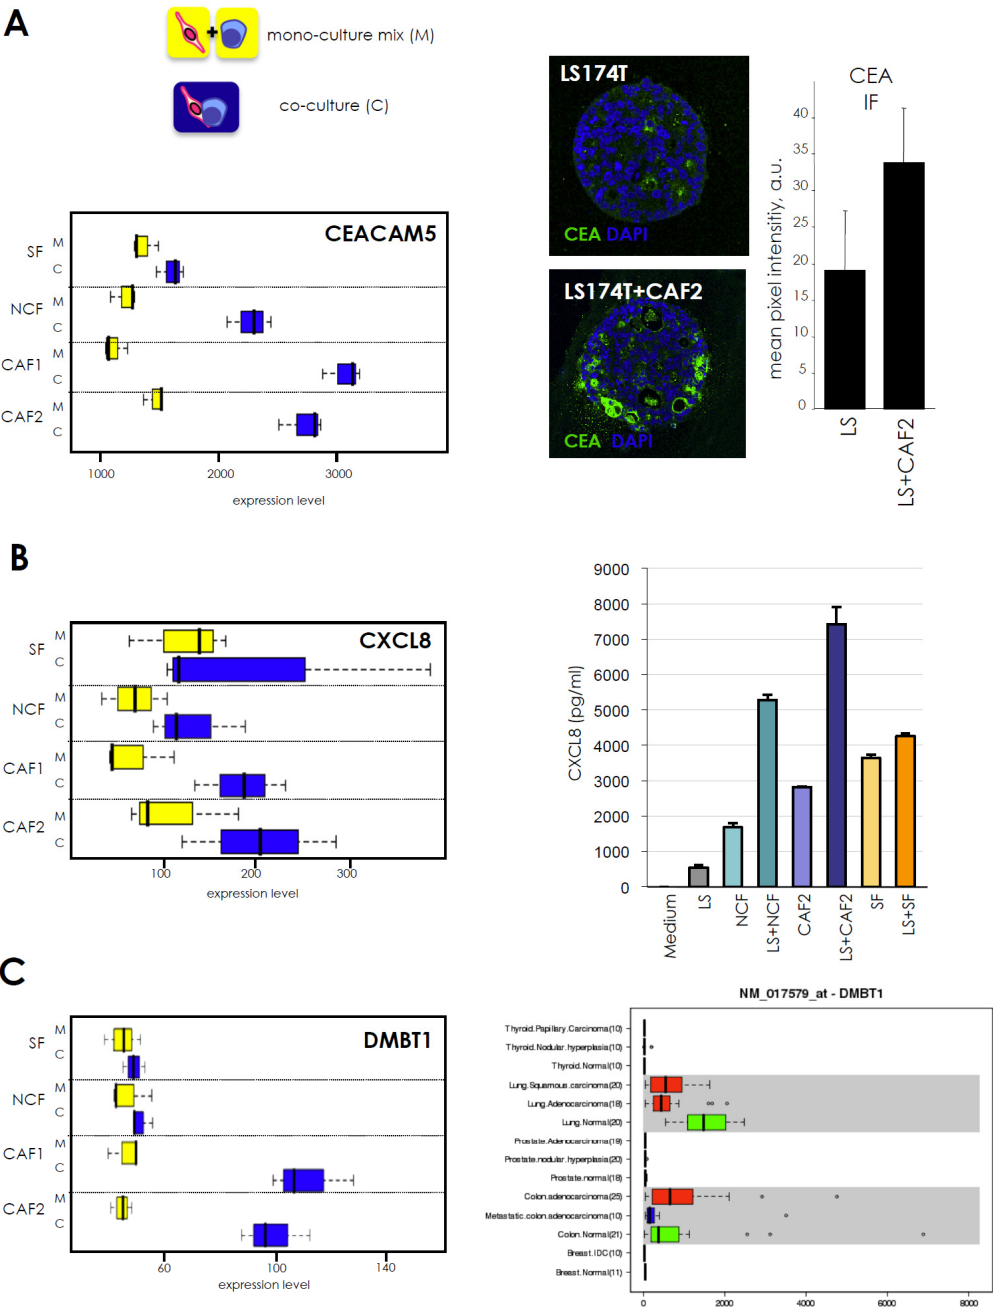 A
mono-culture mix (M)
co-culture (C)
CEACAM5
SF
M
C
NCF
M
C
CAF1
M
C
CAF2
M
C
1000
2000
3000
expression level
LS174T
CEA DAPI
LS174T+CAF2
CEA DAPI
CEA
IF
mean pixel intensitiy, a.u.
40
35
30
25
20
15
10
5
0
LS
LS+CAF2
B
CXCL8
SF
M
C
NCF
M
C
CAF1
M
C
CAF2
M
C
100
200
300
expression level
CXCL8 (pg/ml)
9000
8000
7000
6000
5000
4000
3000
2000
1000
0
Medium
LS
NCF
LS+NCF
CAF2
LS+CAF2
SF
LS+SF
C
DMBT1
SF
M
C
NCF
M
C
CAF1
M
C
CAF2
M
C
60
100
140
expression level
NM_017579_at - DMBT1
Thyroid.Papillary.Carcinoma(10)
Thyroid.Nodular.hyperplasia(10)
Thyroid.Normal(10)
Lung.Squamous.carcinoma(20)
Lung.Adenocarcinoma(18)
Lung.Normal(20)
Prostate.Adenocarcinoma(19)
Prostate.nodular.hyperplasia(20)
Prostate.normal(18)
Colon.adenocarcinoma(25)
Metastatic.colon.adenocarcinoma(10)
Colon.Normal(21)
Breast.IDC(10)
Breast.Normal(11)
0
2000
4000
6000
8000